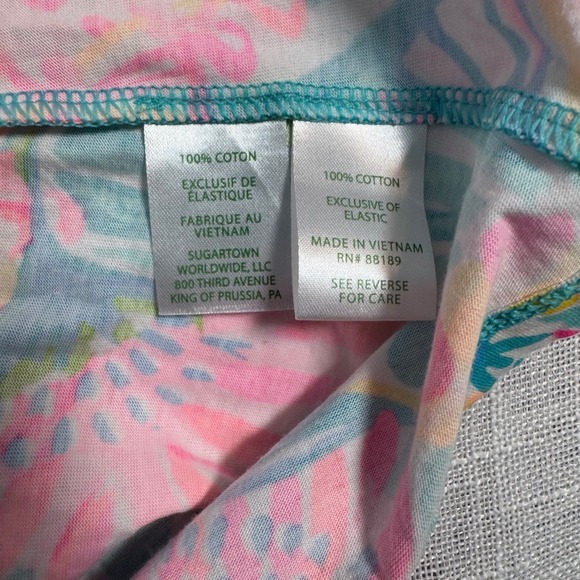 100% COTON
EXCLUSIF DE
ÉLASTIQUE
FABRIQUE AU
VIETNAM
SUGARTOWN
WORLDWIDE, LLC
800 THIRD AVENUE
KING OF PRUSSIA, PA
100% COTTON
EXCLUSIVE OF
ELASTIC
MADE IN VIETNAM
RN# 88189
SEE REVERSE
FOR CARE